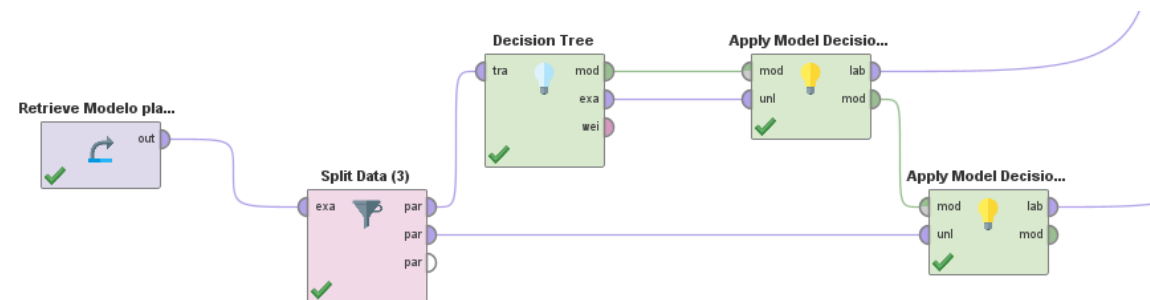 Retrieve Modelo pla...
out
Split Data (3)
exa
par
par
par
Decision Tree
tra
mod
exa
wei
Apply Model Decisio...
mod
lab
unl
mod
Apply Model Decisio...
mod
lab
unl
mod